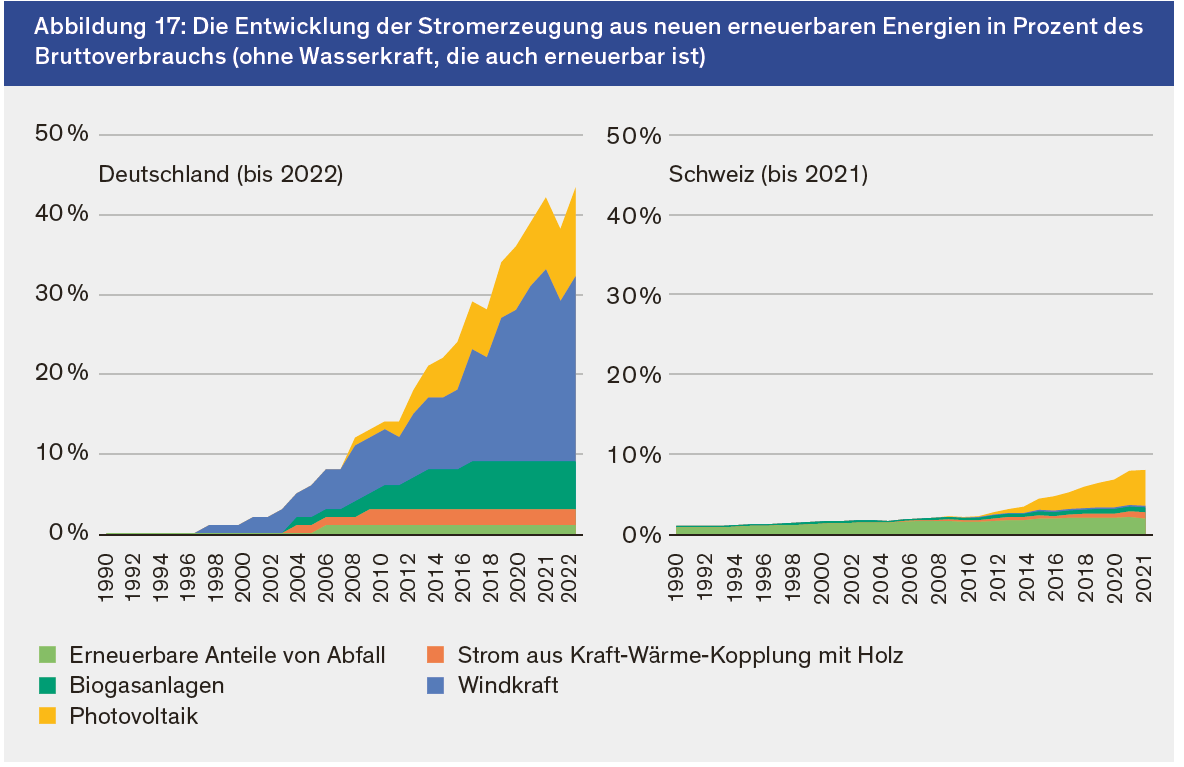 Abbildung 17: Die Entwicklung der Stromerzeugung aus neuen erneuerbaren Energien in Prozent des
Bruttoverbrauchs (ohne Wasserkraft, die auch erneuerbar ist)
50 %
Deutschland (bis 2022)
40 %
30 %
20 %
10 %
0 %
1990 1992 1994 1996 1998 2000 2002 2004 2006 2008 2010 2012 2014 2016 2018 2020 2021 2022
50 %
Schweiz (bis 2021)
40 %
30 %
20 %
10 %
0 %
1990 1992 1994 1996 1998 2000 2002 2004 2006 2008 2010 2012 2014 2016 2018 2020 2021
Erneuerbare Anteile von Abfall
Strom aus Kraft-Wärme-Kopplung mit Holz
Biogasanlagen
Windkraft
Photovoltaik